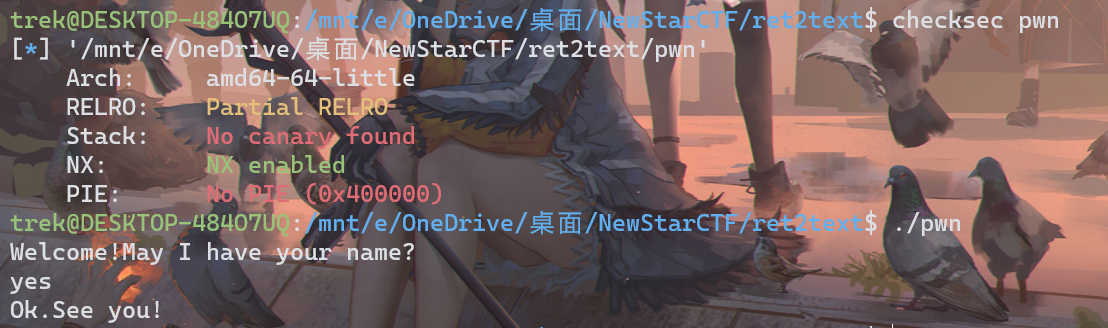 trek@DESKTOP-484O7UQ:/mnt/e/OneDrive/桌面/NewStarCTF/ret2text$ checksec pwn
[*] '/mnt/e/OneDrive/桌面/NewStarCTF/ret2text/pwn'
    Arch:     amd64-64-little
    RELRO:    Partial RELRO
    Stack:    No canary found
    NX:       NX enabled
    PIE:      No PIE (0x400000)
trek@DESKTOP-484O7UQ:/mnt/e/OneDrive/桌面/NewStarCTF/ret2text$ ./pwn
Welcome!May I have your name?
yes
Ok.See you!